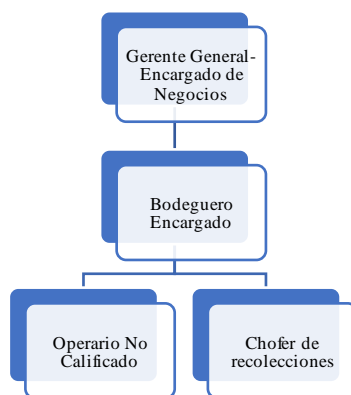 Gerente General-
Encargado de
Negocios
Bodeguero
Encargado
Operario No
Calificado
Chofer de
recolecciones